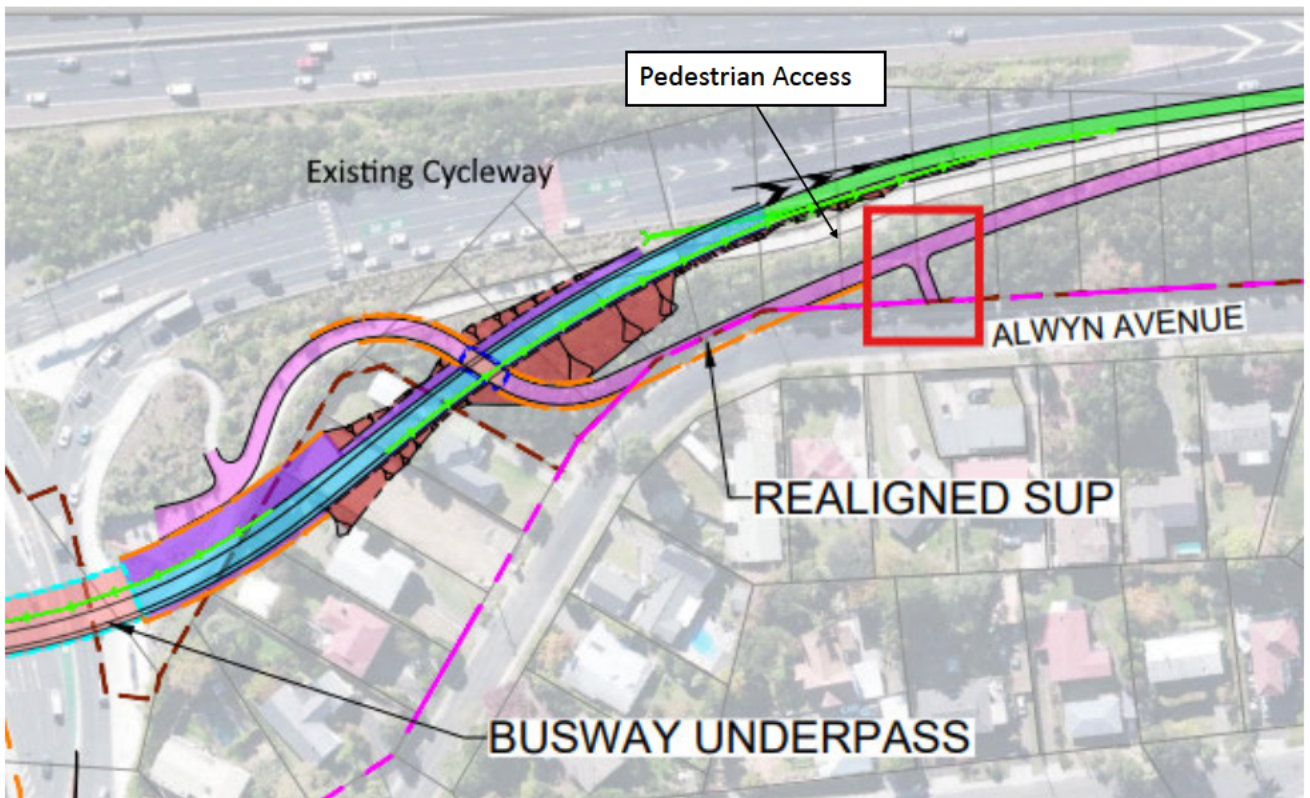 Pedestrian Access
Existing Cycleway
ALWYN AVENUE
REALIGNED SUP
BUSWAY UNDERPASS